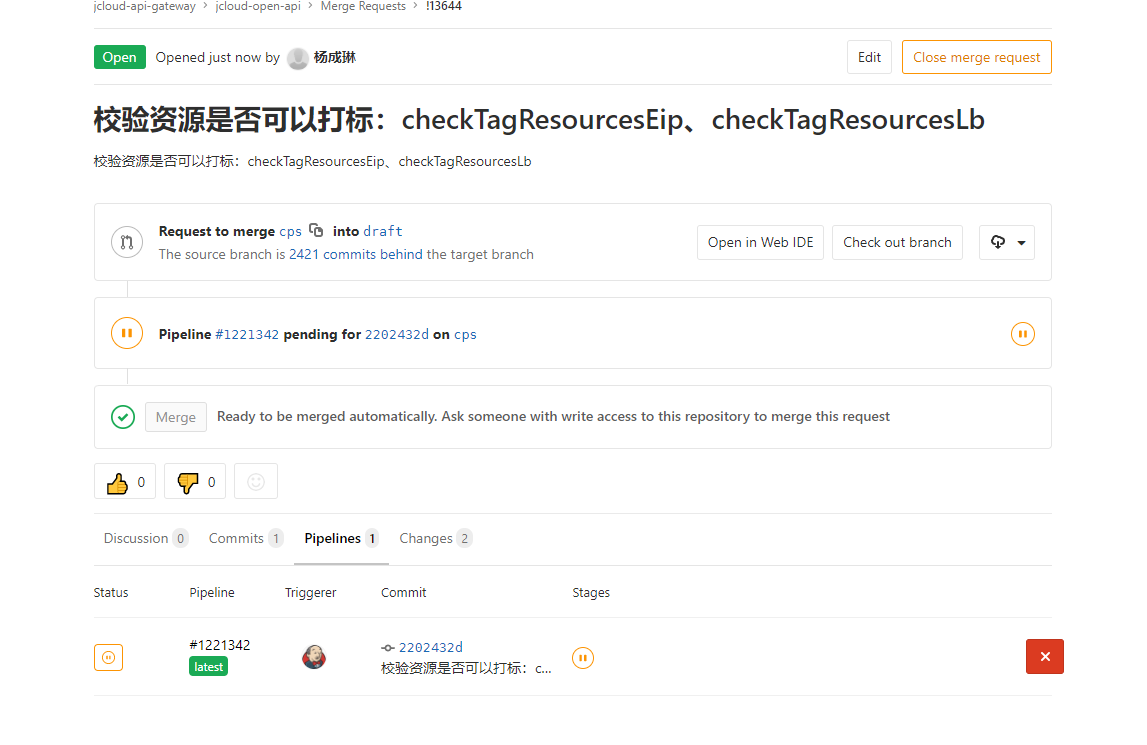 jcloud-api-gateway > jcloud-open-api > Merge Requests > !13644
Open Opened just now by 杨成琳 Edit Close merge request
校验资源是否可以打标：checkTagResourcesEip、checkTagResourcesLb
校验资源是否可以打标：checkTagResourcesEip、checkTagResourcesLb
Request to merge cps into draft
The source branch is 2421 commits behind the target branch
Open in Web IDE Check out branch
Pipeline #1221342 pending for 2202432d on cps
Merge Ready to be merged automatically. Ask someone with write access to this repository to merge this request
0 0
Discussion 0 Commits 1 Pipelines 1 Changes 2
Status Pipeline Triggerer Commit Stages
#1221342 2202432d
latest 校验资源是否可以打标：c...